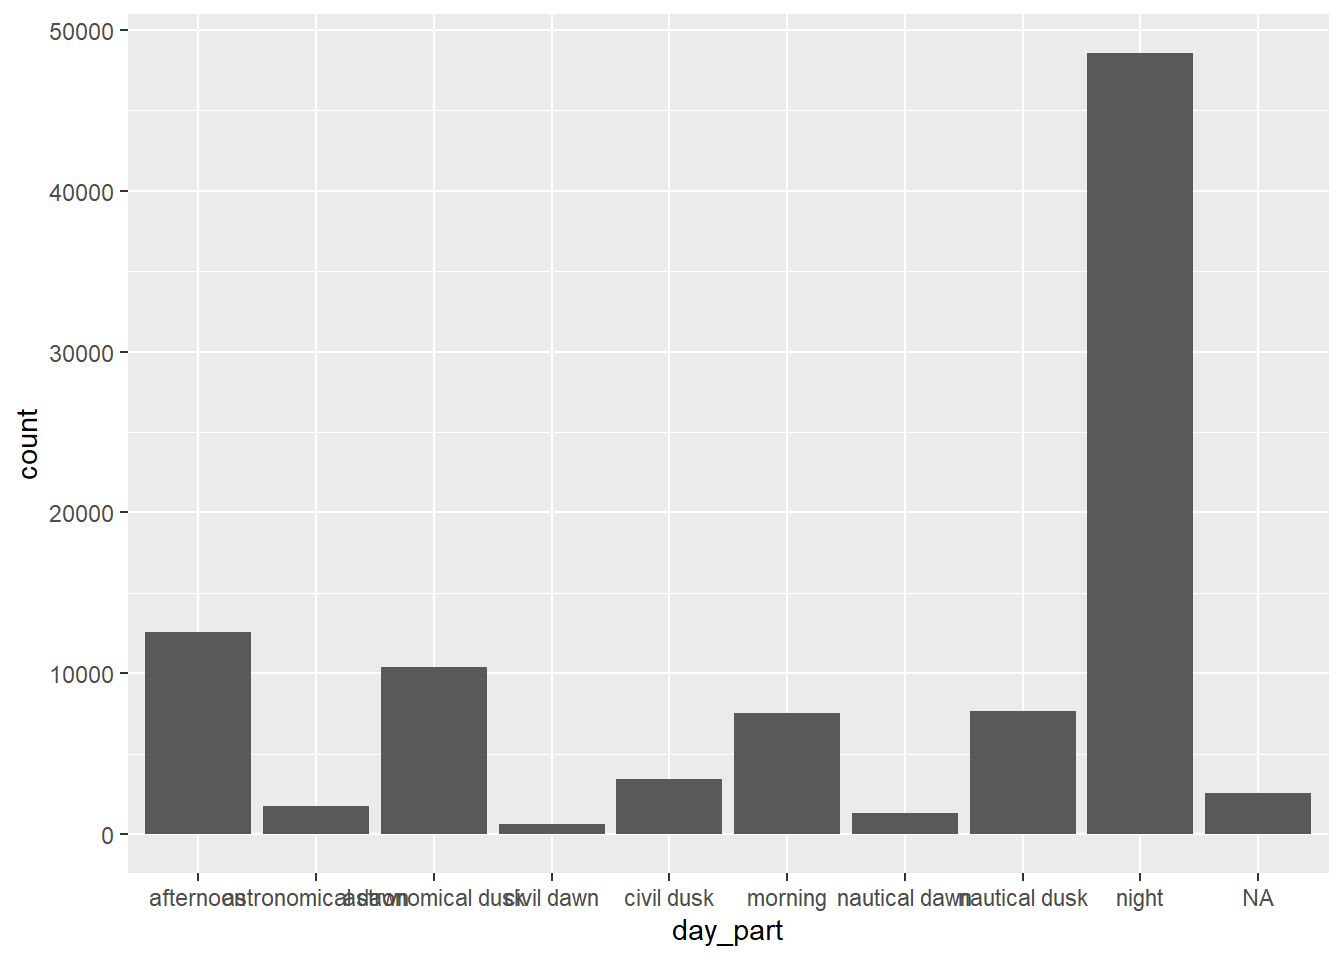 50000
40000
30000
20000
10000
0
count
afternoon astronomical dawn astronomical dusk civil dawn civil dusk morning nautical dawn nautical dusk night NA
day_part